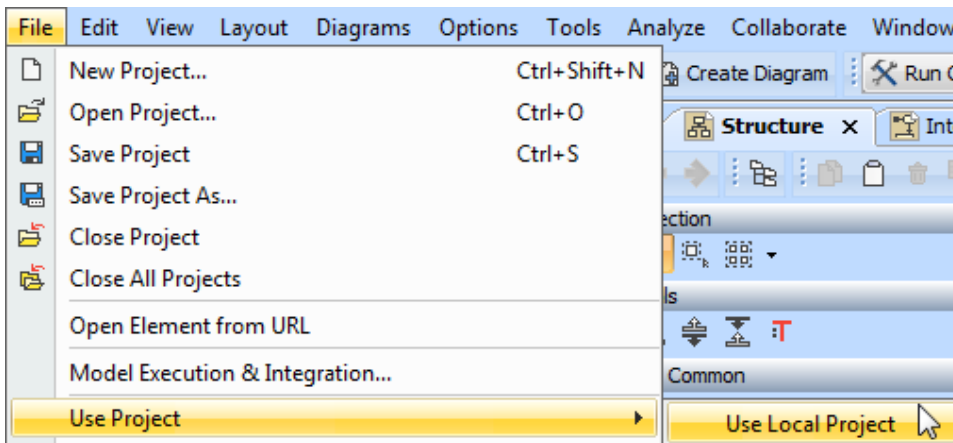 File Edit View Layout Diagrams Options Tools Analyze Collaborate Window
New Project... Ctrl+Shift+N
Create Diagram Run
Open Project... Ctrl+O
Structure X Int
Save Project Ctrl+S
Save Project As...
Close Project
ection
Close All Projects
ls
Open Element from URL
Model Execution & Integration...
Common
Use Project
Use Local Project